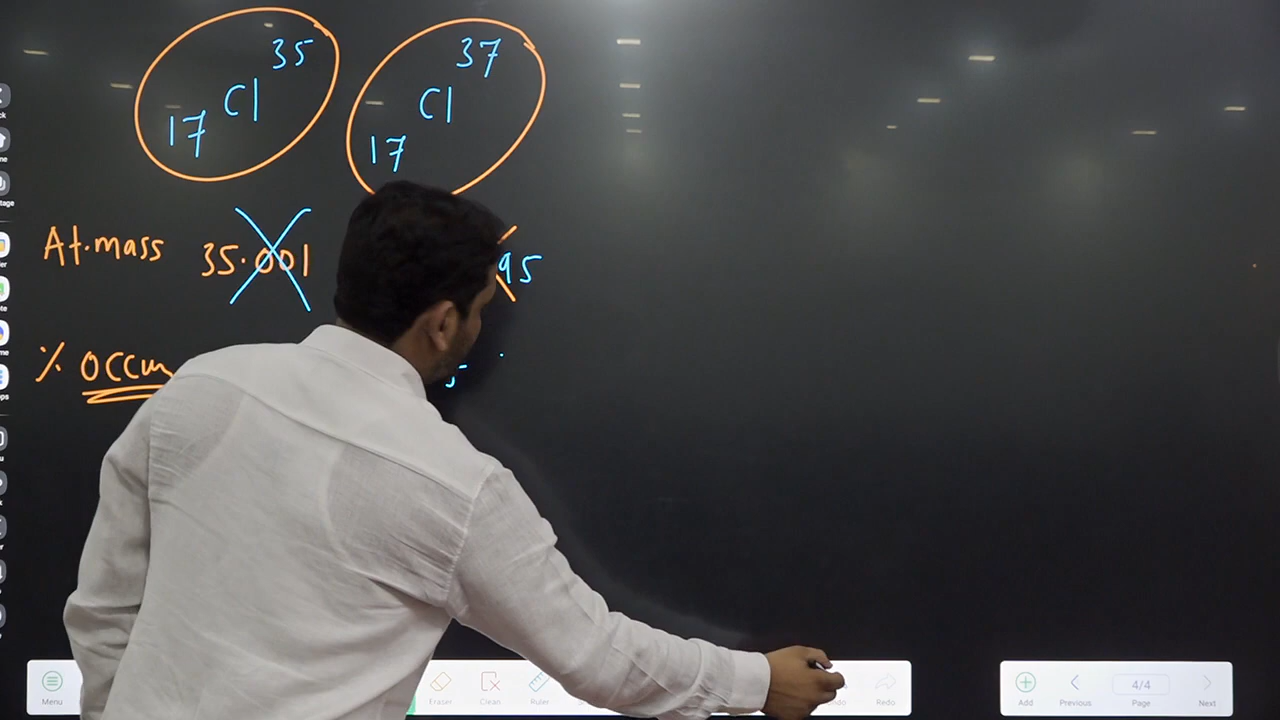 35 37
Cl Cl
17 17
At.mass 35.001 95
%
Menu Eraser Clean Ruler Redo Add Previous 4/4 Page Next